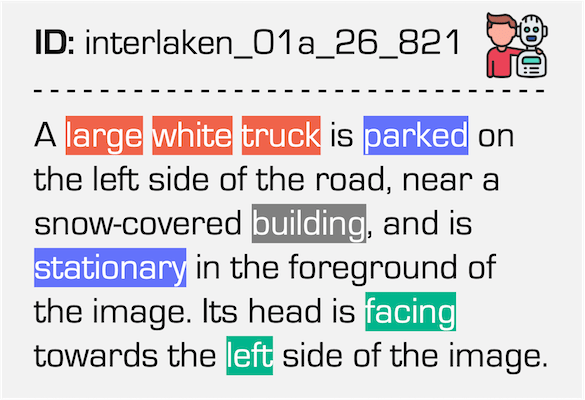 ID: interlaken_01a_26_821
A large white truck is parked on
the left side of the road, near a
snow-covered building, and is
stationary in the foreground of
the image. Its head is facing
towards the left side of the image.